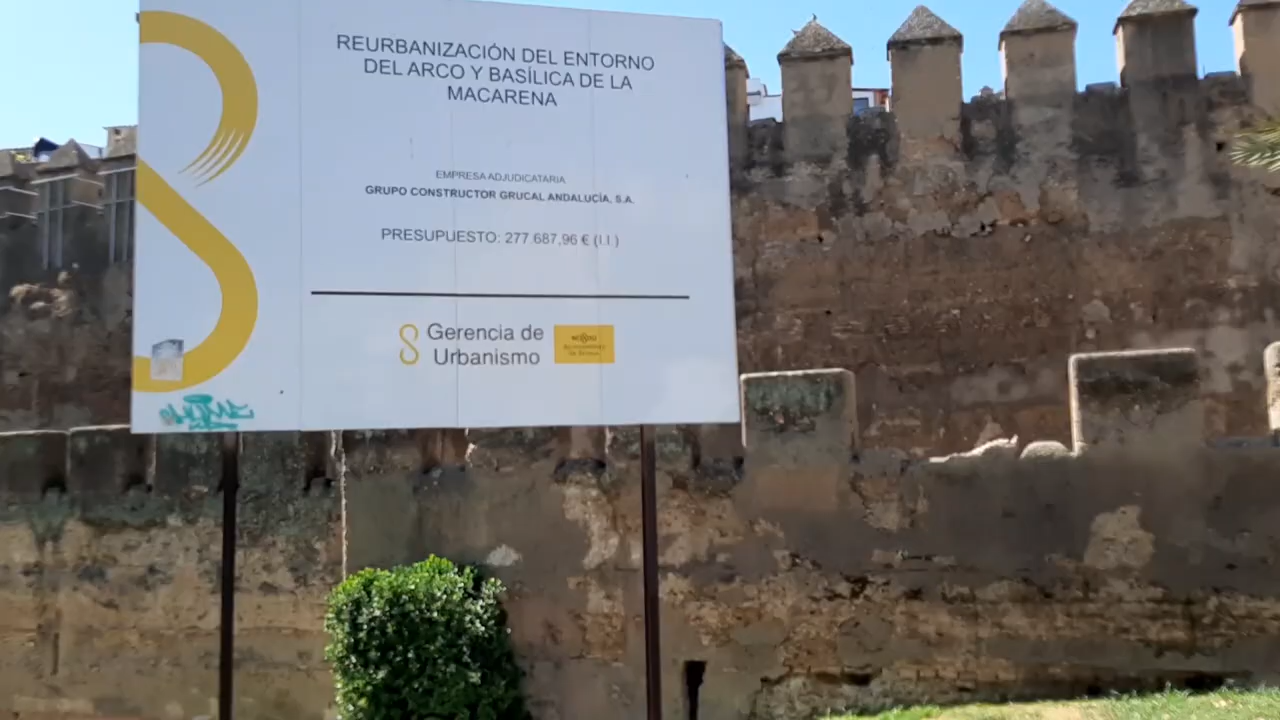 REURBANIZACIÓN DEL ENTORNO
DEL ARCO Y BASÍLICA DE LA
MACARENA
EMPRESA ADJUDICATARIA
GRUPO CONSTRUCTOR GRUCAL ANDALUCÍA, S.A.
PRESUPUESTO: 277.687,96 € (I.I.)
Gerencia de
Urbanismo